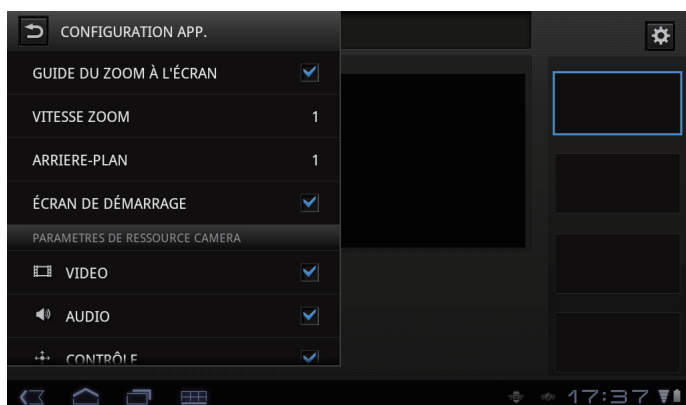 CONFIGURATION APP.
GUIDE DU ZOOM À L'ÉCRAN
VITESSE ZOOM 1
ARRIERE-PLAN 1
ÉCRAN DE DÉMARRAGE
PARAMETRES DE RESSOURCE CAMERA
VIDEO
AUDIO
CONTRÔLE
17:37